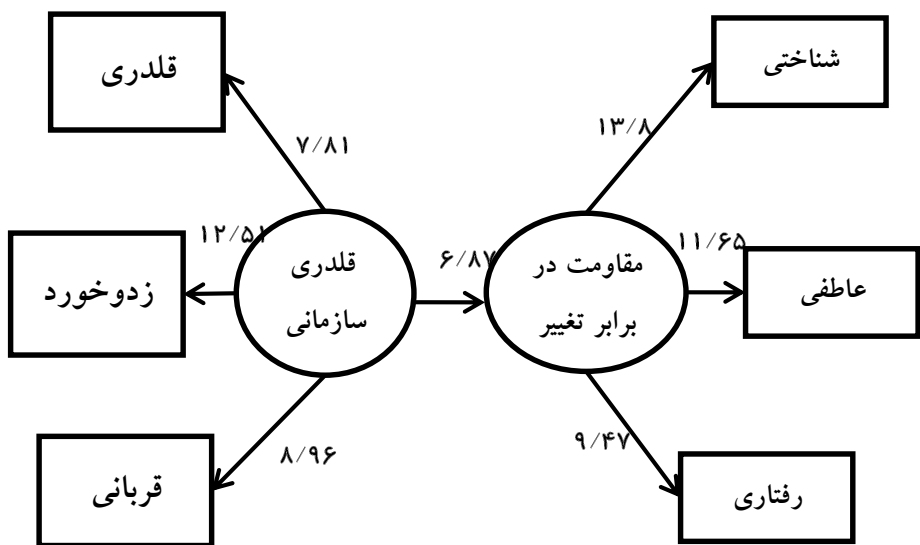 قلدری
شناختی
۷/۸۱
۱۳/۸
زدوخورد
۱۲/۵۱
قلدری
سازمانی
۶/۸۷
مقاومت در
برابر تغییر
۱۱/۶۵
عاطفی
قربانی
۸/۹۶
۹/۴۷
رفتاری